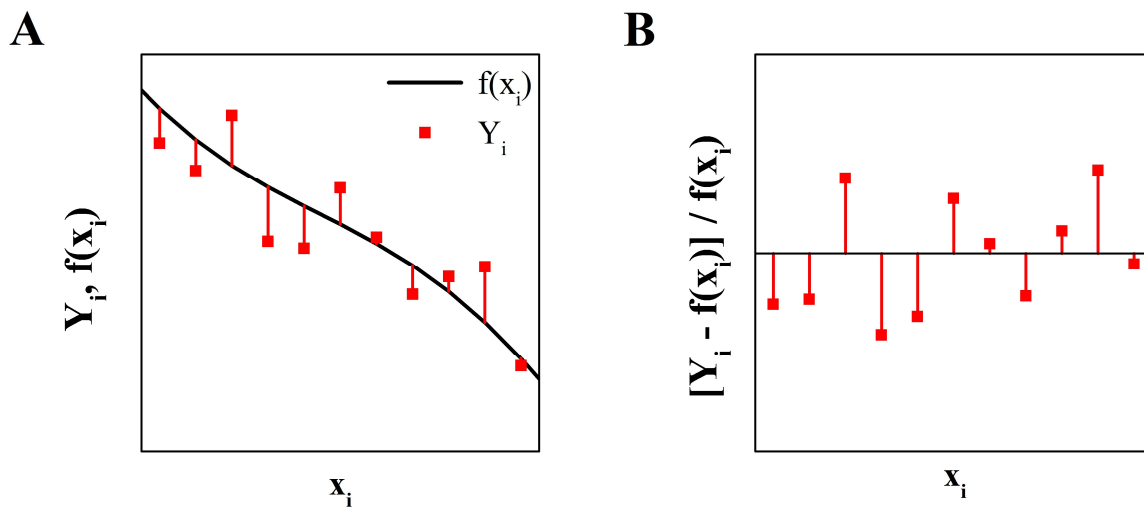 A
B
f(xᵢ)
Yᵢ
Yᵢ, f(xᵢ)
xᵢ
[Yᵢ - f(xᵢ)] / f(xᵢ)
xᵢ